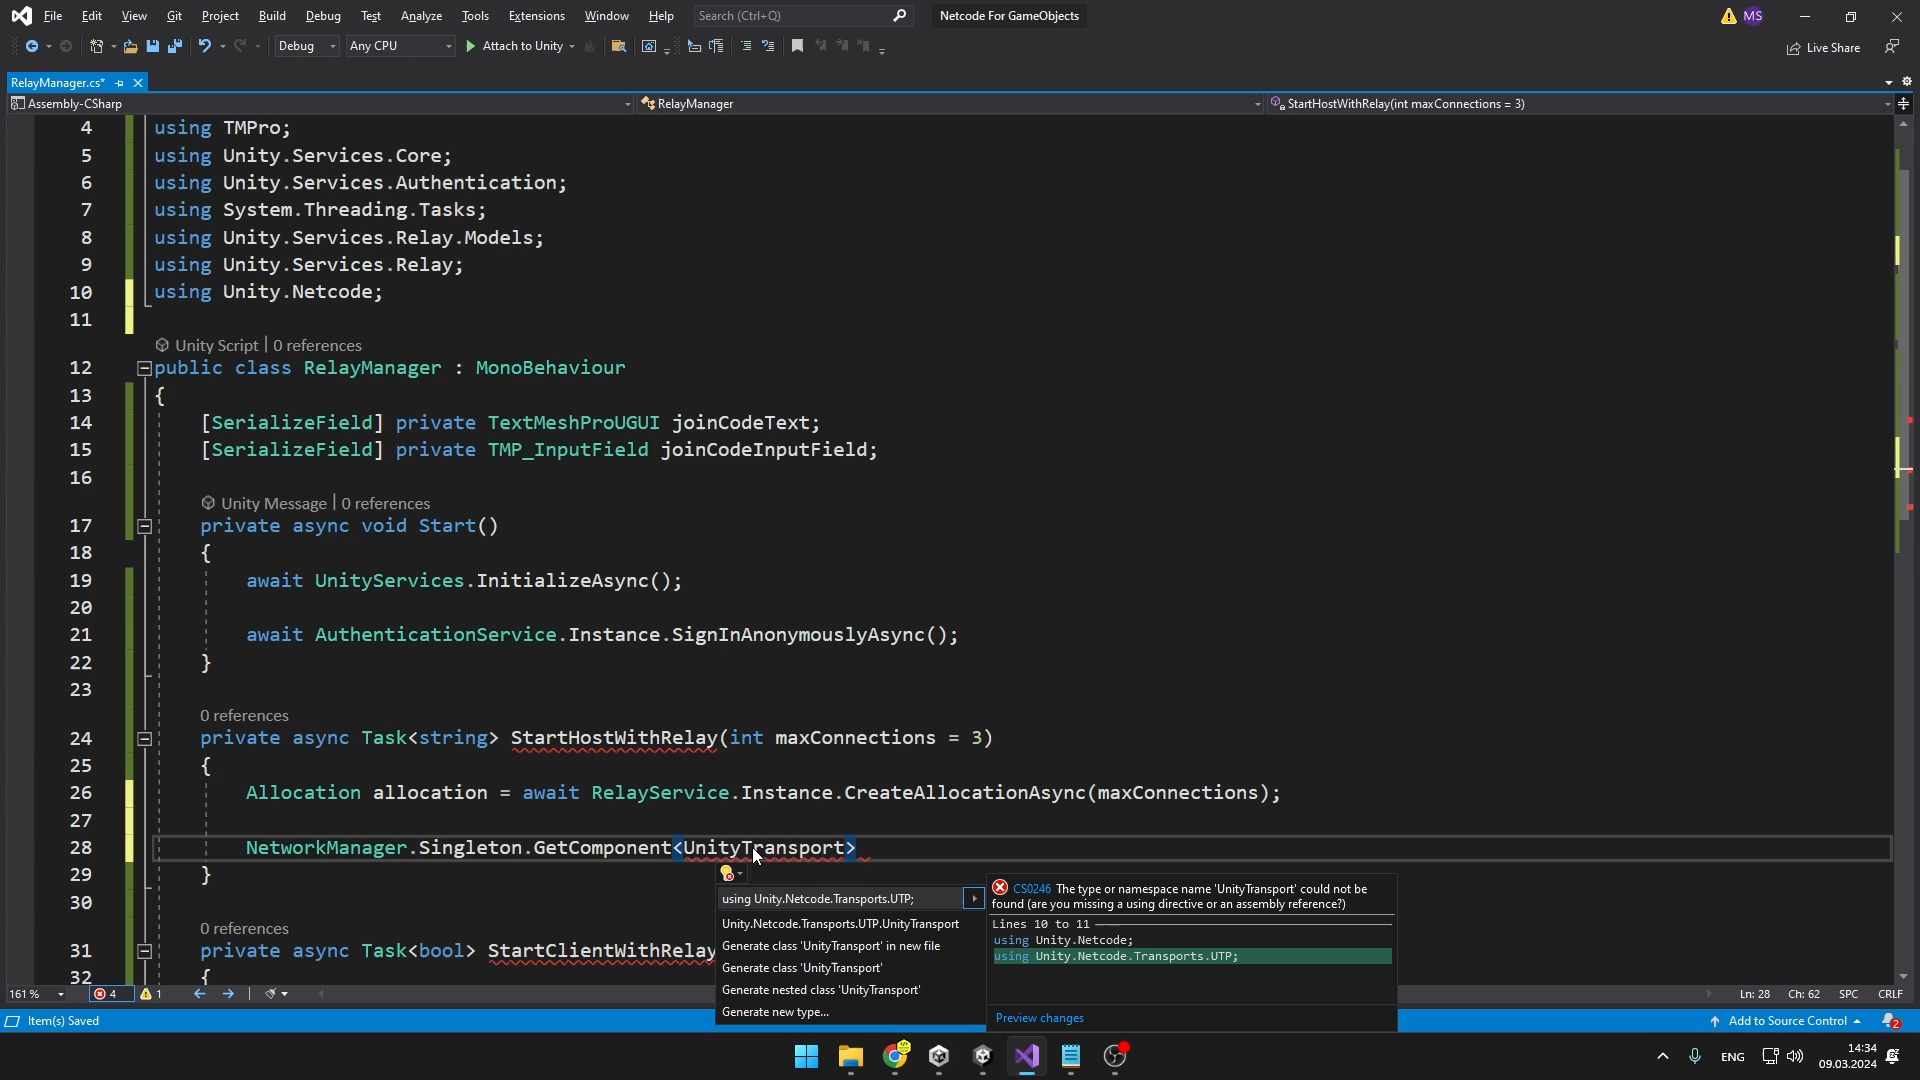 File Edit View Git Project Build Debug Test Analyze Tools Extensions Window Help Search (Ctrl+Q) Netcode For GameObjects MS
Debug Any CPU Attach to Unity Live Share
RelayManager.cs*
Assembly-CSharp RelayManager StartHostWithRelay(int maxConnections = 3)
4 using TMPro;
5 using Unity.Services.Core;
6 using Unity.Services.Authentication;
7 using System.Threading.Tasks;
8 using Unity.Services.Relay.Models;
9 using Unity.Services.Relay;
10 using Unity.Netcode;
11
Unity Script | 0 references
12 public class RelayManager : MonoBehaviour
13 {
14 [SerializeField] private TextMeshProUGUI joinCodeText;
15 [SerializeField] private TMP_InputField joinCodeInputField;
16
Unity Message | 0 references
17 private async void Start()
18 {
19 await UnityServices.InitializeAsync();
20
21 await AuthenticationService.Instance.SignInAnonymouslyAsync();
22 }
23
0 references
24 private async Task<string> StartHostWithRelay(int maxConnections = 3)
25 {
26 Allocation allocation = await RelayService.Instance.CreateAllocationAsync(maxConnections);
27
28 NetworkManager.Singleton.GetComponent<UnityTransport>
29 }
30
0 references
31 private async Task<bool> StartClientWithRelay
32 {
using Unity.Netcode.Transports.UTP;
Unity.Netcode.Transports.UTP.UnityTransport
Generate class 'UnityTransport' in new file
Generate class 'UnityTransport'
Generate nested class 'UnityTransport'
Generate new type...
CS0246 The type or namespace name 'UnityTransport' could not be
found (are you missing a using directive or an assembly reference?)
Lines 10 to 11
using Unity.Netcode;
using Unity.Netcode.Transports.UTP;
Preview changes
161 % 4 1 Ln: 28 Ch: 62 SPC CRLF
Item(s) Saved Add to Source Control 2
ENG 14:34
09.03.2024